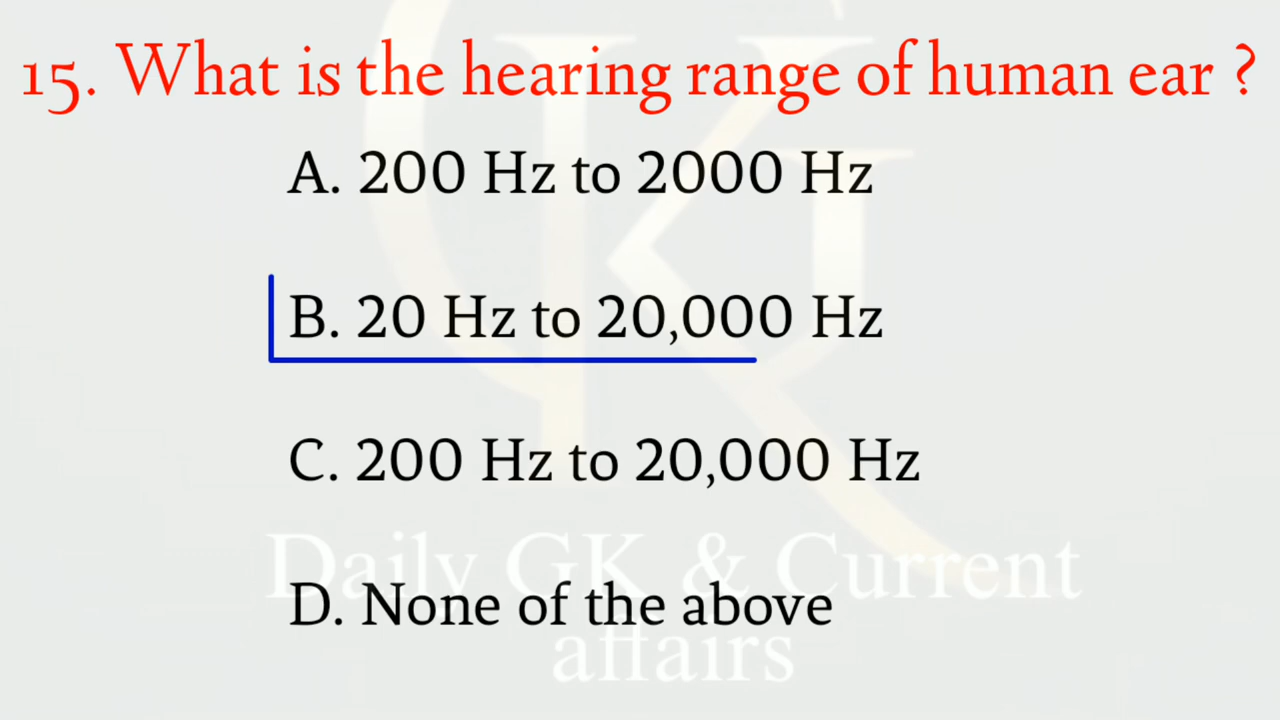 15. What is the hearing range of human ear ?
A. 200 Hz to 2000 Hz
B. 20 Hz to 20,000 Hz
C. 200 Hz to 20,000 Hz
Daily GK & Current
D. None of the above
affairs